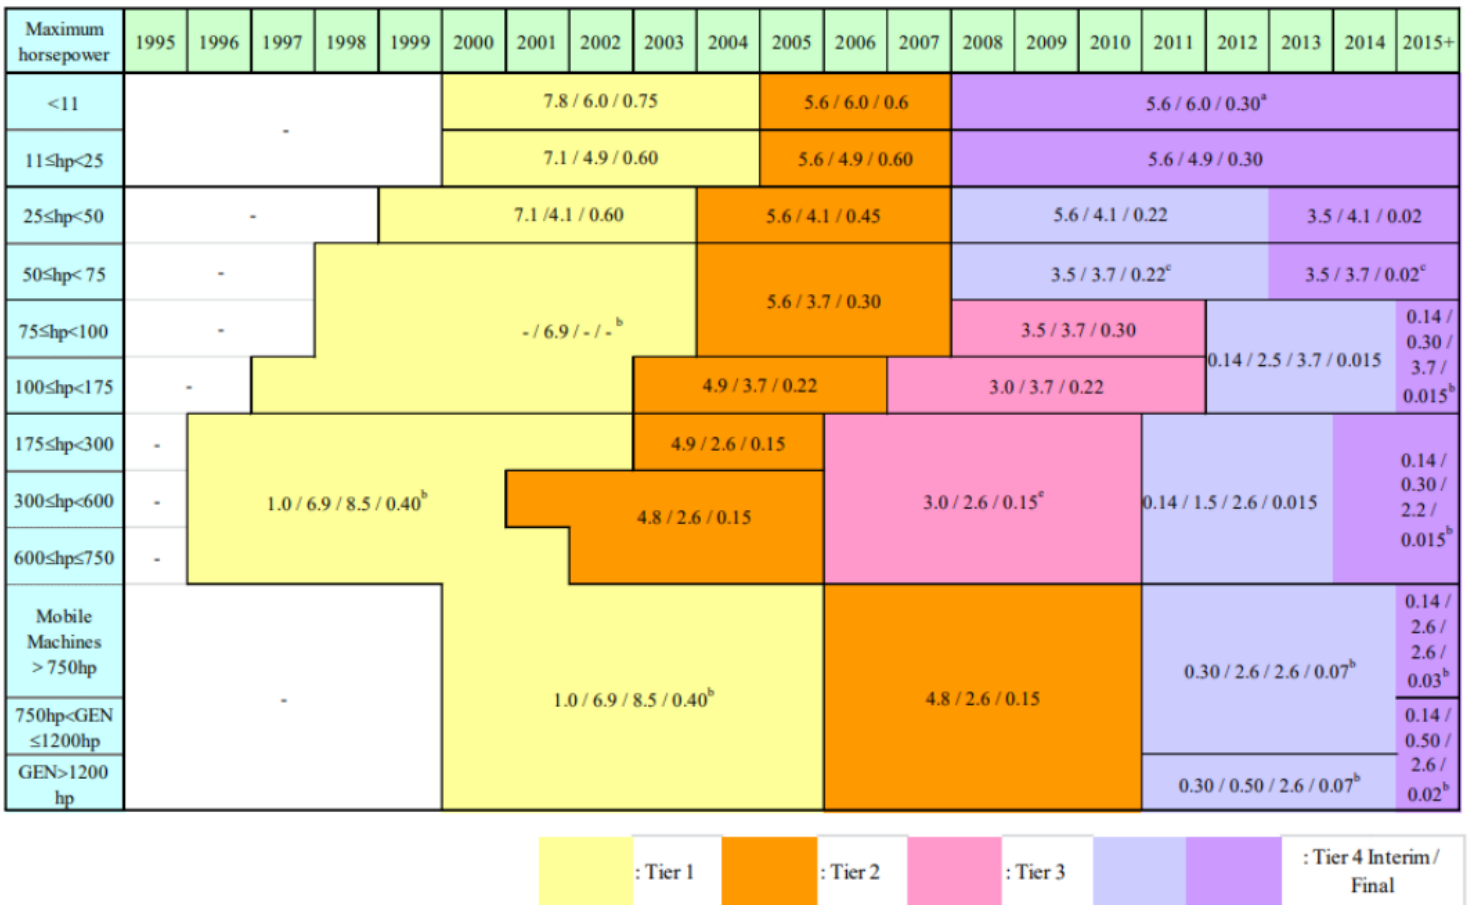 Maximum horsepower 1995 1996 1997 1998 1999 2000 2001 2002 2003 2004 2005 2006 2007 2008 2009 2010 2011 2012 2013 2014 2015+
<11 - 7.8 / 6.0 / 0.75 5.6 / 6.0 / 0.6 5.6 / 6.0 / 0.30ᵃ
11≤hp<25 7.1 / 4.9 / 0.60 5.6 / 4.9 / 0.60 5.6 / 4.9 / 0.30
25≤hp<50 - 7.1 /4.1 / 0.60 5.6 / 4.1 / 0.45 5.6 / 4.1 / 0.22 3.5 / 4.1 / 0.02
50≤hp< 75 - - / 6.9 / - / - ᵇ 5.6 / 3.7 / 0.30 3.5 / 3.7 / 0.22ᶜ 3.5 / 3.7 / 0.02ᶜ
75≤hp<100 - 3.5 / 3.7 / 0.30 0.14 / 2.5 / 3.7 / 0.015
0.14 /
0.30 /
3.7 /
0.015ᵇ
100≤hp<175 - 4.9 / 3.7 / 0.22 3.0 / 3.7 / 0.22
175≤hp<300 - 4.9 / 2.6 / 0.15
300≤hp<600 - 1.0 / 6.9 / 8.5 / 0.40ᵇ 4.8 / 2.6 / 0.15 3.0 / 2.6 / 0.15ᵉ 0.14 / 1.5 / 2.6 / 0.015
0.14 /
0.30 /
2.2 /
0.015ᵇ
600≤hp≤750 -
Mobile
Machines
> 750hp
- 1.0 / 6.9 / 8.5 / 0.40ᵇ 4.8 / 2.6 / 0.15 0.30 / 2.6 / 2.6 / 0.07ᵇ
0.14 /
2.6 /
2.6 /
0.03ᵇ
750hp<GEN
≤1200hp
GEN>1200
hp
0.30 / 0.50 / 2.6 / 0.07ᵇ
0.14 /
0.50 /
2.6 /
0.02ᵇ
: Tier 1 : Tier 2 : Tier 3 : Tier 4 Interim /
Final